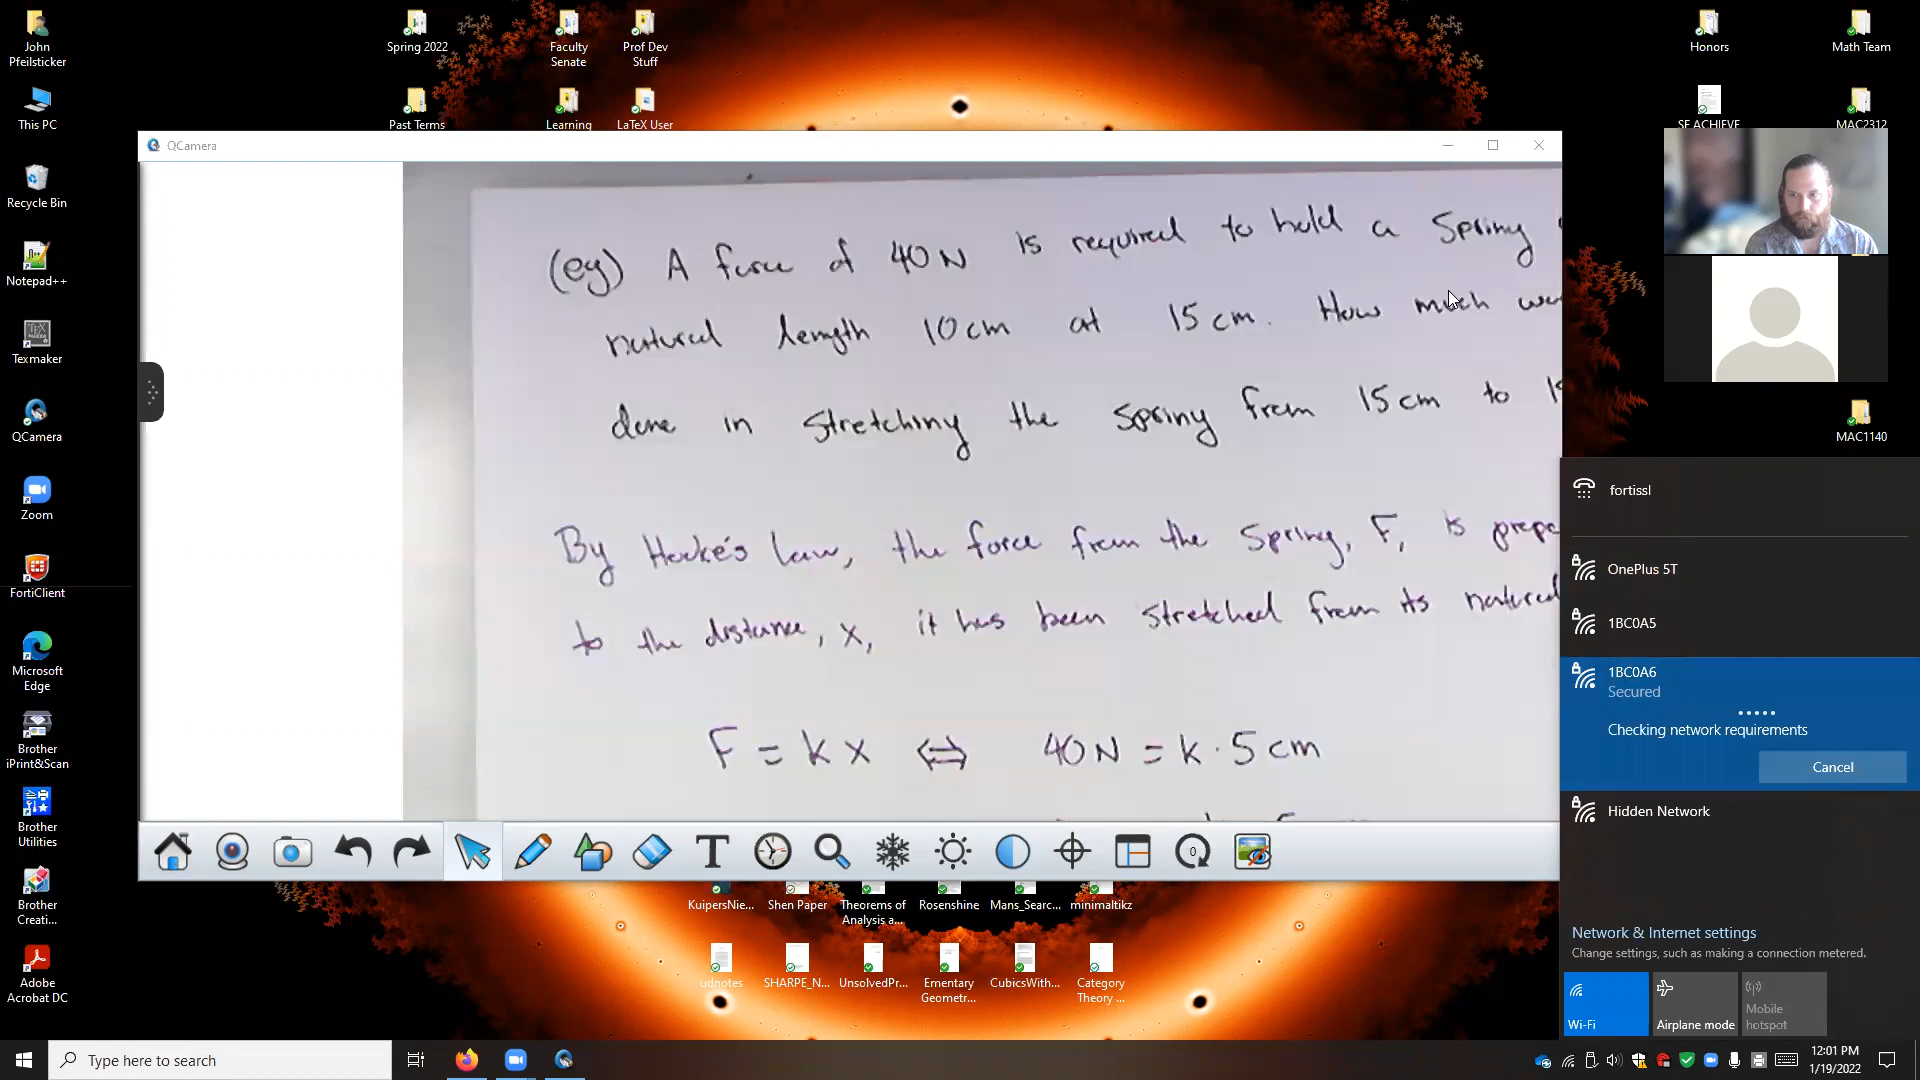 John Pfeilsticker
Spring 2022
Faculty Senate
Prof Dev Stuff
Honors
Math Team
This PC
Past Terms
Learning
LaTeX User
SF ACHIEVE
MAC2312
QCamera
Recycle Bin
(eg) A force of 40 N is required to hold a spring
natural length 10 cm at 15 cm. How much
done in stretching the spring from 15 cm to
By Hooke's law, the force from the spring, F, is
to the distance, x, it has been stretched from its natural
F = k x ⇔ 40 N = k · 5 cm
Notepad++
Texmaker
QCamera
Zoom
FortiClient
Microsoft Edge
Brother iPrint&Scan
Brother Utilities
Brother Creati...
Adobe Acrobat DC
MAC1140
fortissl
OnePlus 5T
1BC0A5
1BC0A6
Secured
Checking network requirements
Cancel
Hidden Network
Network & Internet settings
Change settings, such as making a connection metered.
Wi-Fi
Airplane mode
Mobile hotspot
T
0
KuipersNie...
Shen Paper
Theorems of Analysis a...
Rosenshine
Mans_Searc...
minimaltikz
udnotes
SHARPE_N...
UnsolvedPr...
Ementary Geometr...
CubicsWith...
Category Theory ...
Type here to search
12:01 PM
1/19/2022